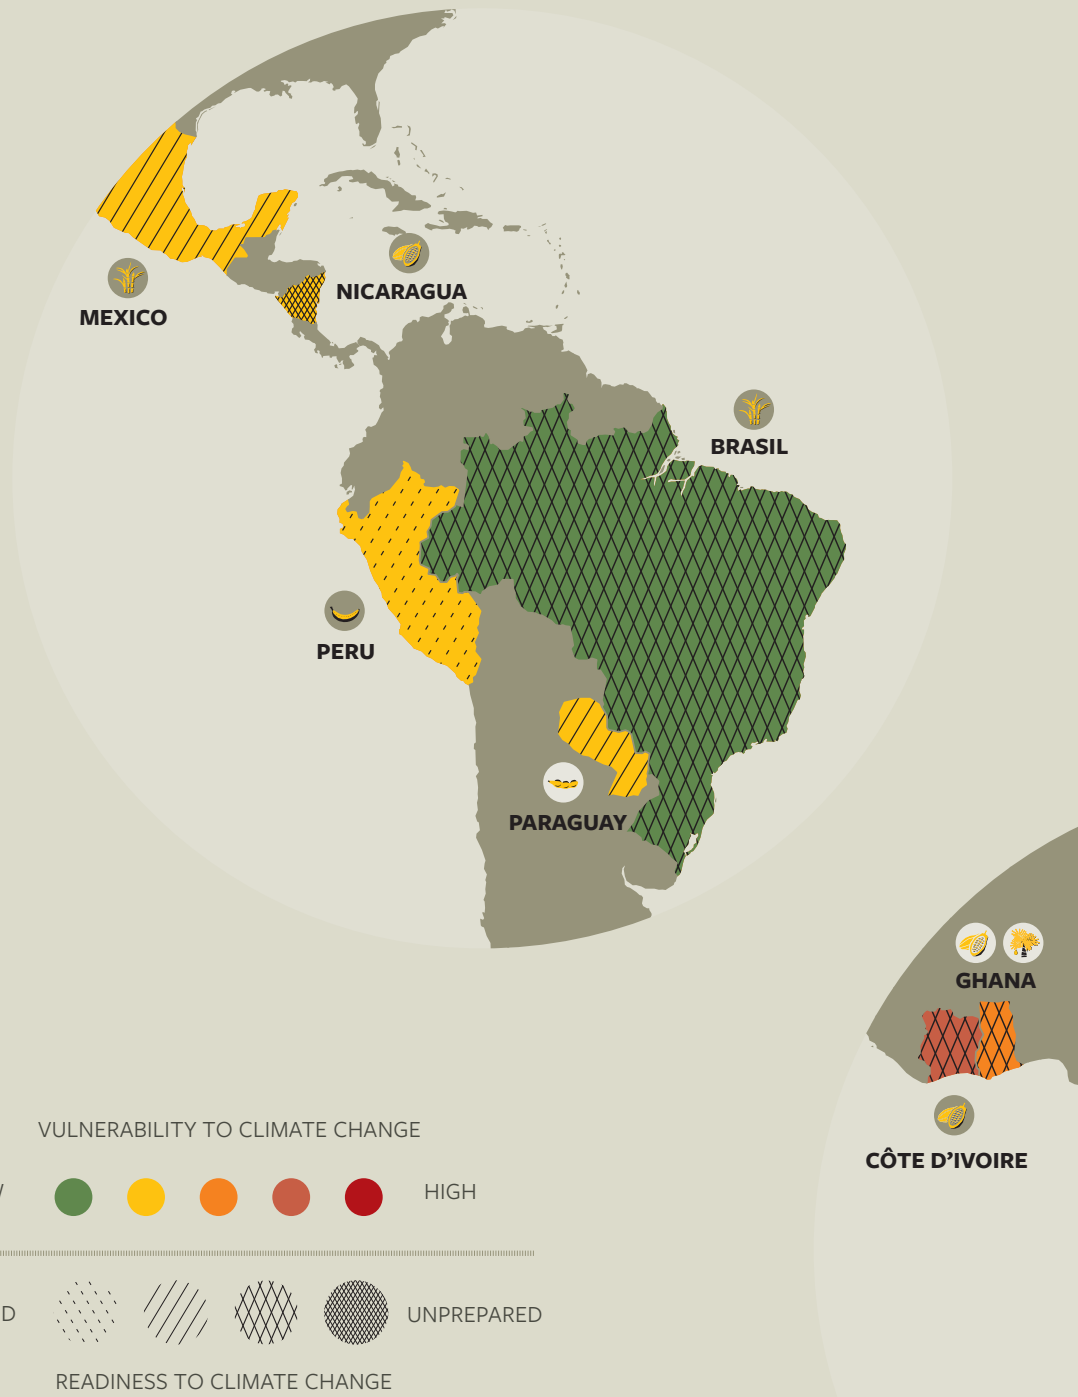 NICARAGUA
MEXICO
BRASIL
PERU
PARAGUAY
GHANA
CÔTE D’IVOIRE
VULNERABILITY TO CLIMATE CHANGE
HIGH
D
UNPREPARED
READINESS TO CLIMATE CHANGE